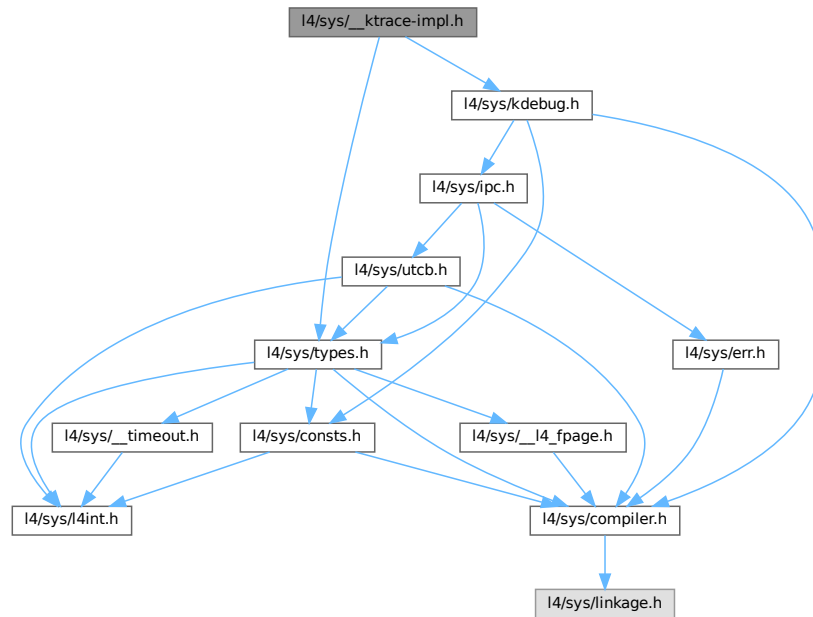 l4/sys/__ktrace-impl.h
l4/sys/kdebug.h
l4/sys/ipc.h
l4/sys/utcb.h
l4/sys/types.h
l4/sys/err.h
l4/sys/__timeout.h
l4/sys/consts.h
l4/sys/__l4_fpage.h
l4/sys/l4int.h
l4/sys/compiler.h
l4/sys/linkage.h